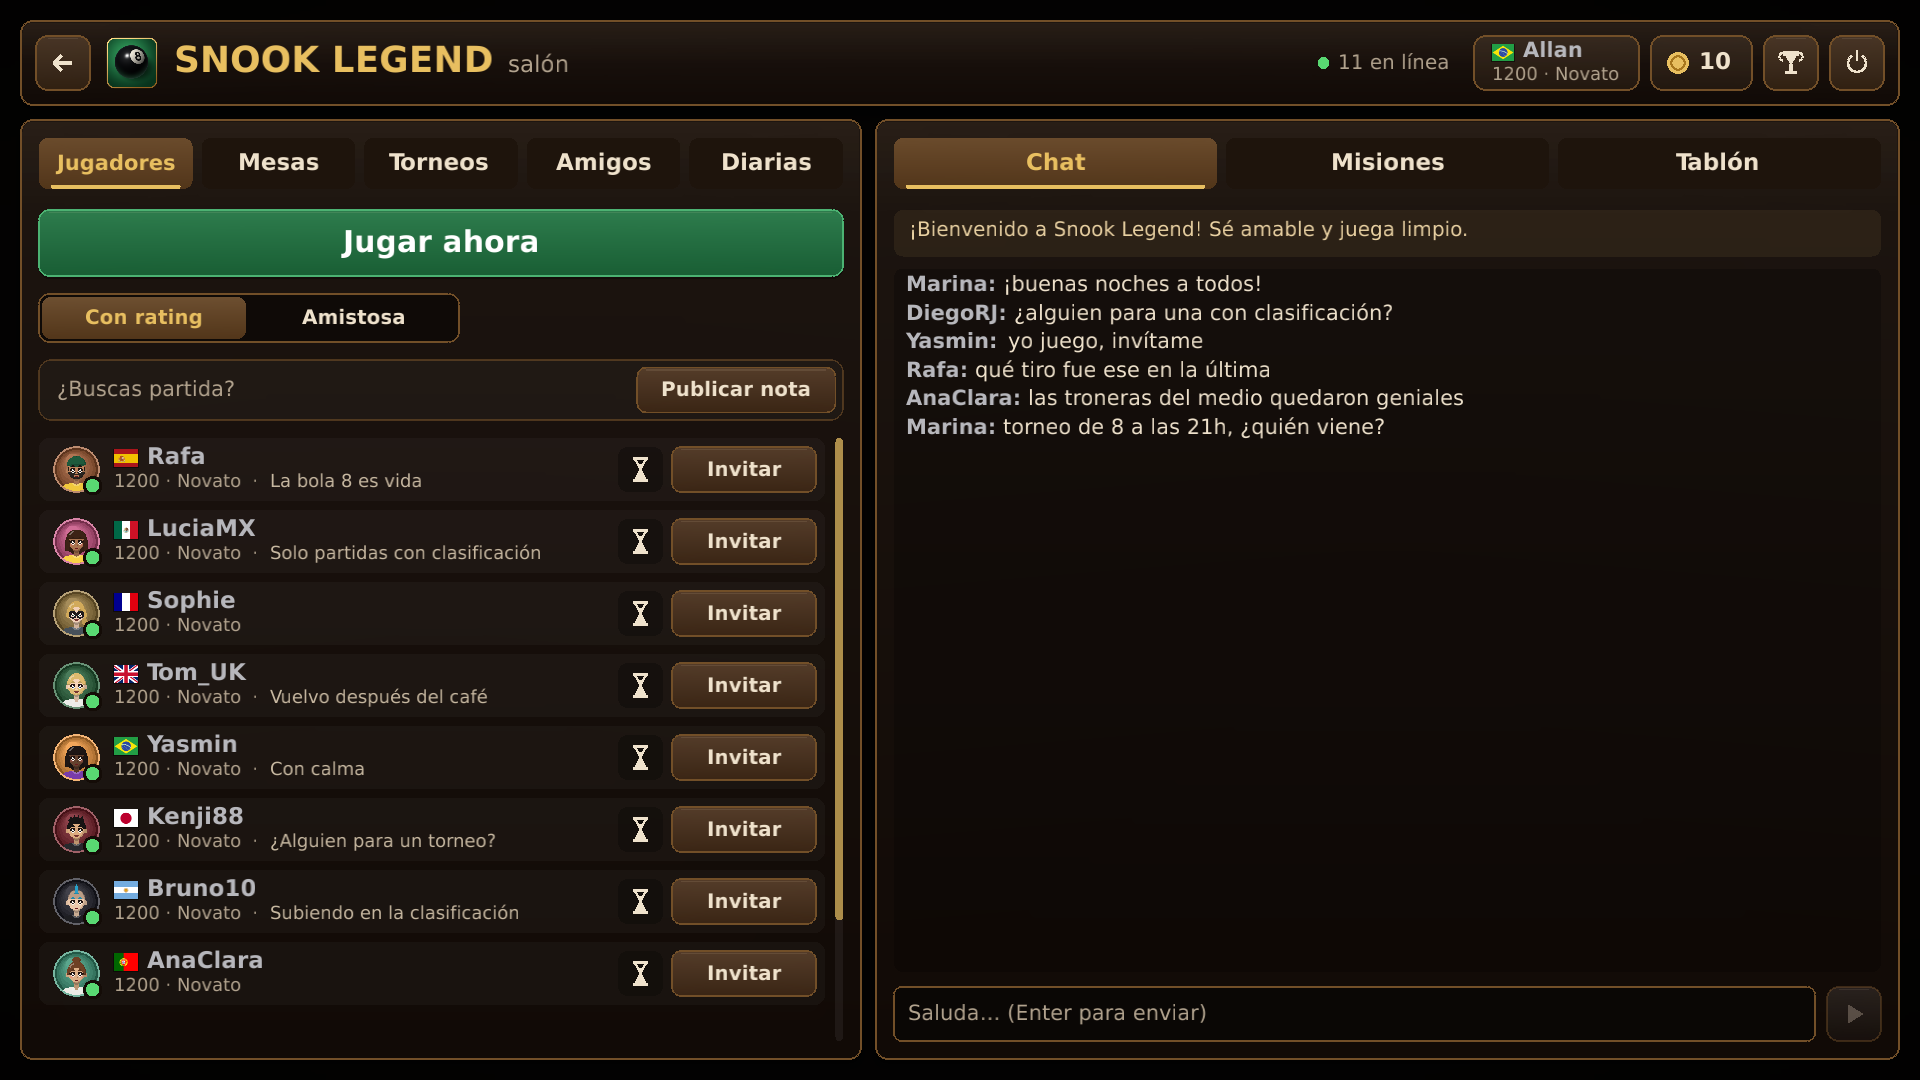 SNOOK LEGEND salón
11 en línea
Allan
1200 · Novato
10
Jugadores Mesas Torneos Amigos Diarias
Jugar ahora
Con rating Amistosa
¿Buscas partida? Publicar nota
Rafa
1200 · Novato · La bola 8 es vida
Invitar
LuciaMX
1200 · Novato · Solo partidas con clasificación
Invitar
Sophie
1200 · Novato
Invitar
Tom_UK
1200 · Novato · Vuelvo después del café
Invitar
Yasmin
1200 · Novato · Con calma
Invitar
Kenji88
1200 · Novato · ¿Alguien para un torneo?
Invitar
Bruno10
1200 · Novato · Subiendo en la clasificación
Invitar
AnaClara
1200 · Novato
Invitar
Chat Misiones Tablón
¡Bienvenido a Snook Legend! Sé amable y juega limpio.
Marina: ¡buenas noches a todos!
DiegoRJ: ¿alguien para una con clasificación?
Yasmin: yo juego, invítame
Rafa: qué tiro fue ese en la última
AnaClara: las troneras del medio quedaron geniales
Marina: torneo de 8 a las 21h, ¿quién viene?
Saluda... (Enter para enviar)